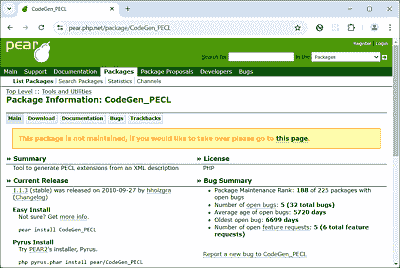 CodeGen_PECL
pear.php.net/package/CodeGen_PECL
pear
Register | Login
Search for in the Packages
Main Support Documentation Packages Package Proposals Developers Bugs
List Packages Search Packages Statistics Channels
Top Level :: Tools and Utilities
Package Information: CodeGen_PECL
Main Download Documentation Bugs Trackbacks
This package is not maintained, if you would like to take over please go to this page.
» Summary
Tool to generate PECL extensions from an XML description
» License
PHP
» Current Release
1.1.3 (stable) was released on 2010-09-27 by hholzgra
(Changelog)
Easy Install
Not sure? Get more info.
pear install CodeGen_PECL
Pyrus Install
Try PEAR2's installer, Pyrus.
php pyrus.phar install pear/CodeGen_PECL
» Bug Summary
• Package Maintenance Rank: 188 of 225 packages with
open bugs
• Number of open bugs: 5 (32 total bugs)
• Average age of open bugs: 5720 days
• Oldest open bug: 6699 days
• Number of open feature requests: 5 (6 total feature
requests)
Report a new bug to CodeGen_PECL